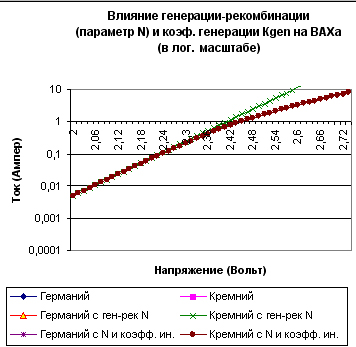 Влияние генерации-рекомбинации
(параметр N) и коэф. генерации Kgen на ВАХа
(в лог. масштабе)
10
1
0,1
0,01
0,001
0,0001
2
2,06
2,12
2,18
2,24
2,3
2,36
2,42
2,48
2,54
2,6
2,66
2,72
Ток (Ампер)
Напряжение (Вольт)
Германий
Кремний
Германий с ген-рек N
Кремний с ген-рек N
Германий с N и коэфф. ин.
Кремний с N и коэфф. ин.